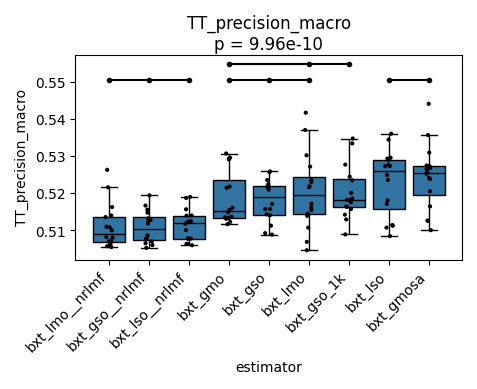 TT_precision_macro
p = 9.96e-10
TT_precision_macro
0.55
0.54
0.53
0.52
0.51
bxt_lmo__nrlmf
bxt_gso__nrlmf
bxt_lso__nrlmf
bxt_gmo
bxt_gso
bxt_lmo
bxt_gso_1k
bxt_lso
bxt_gmosa
estimator